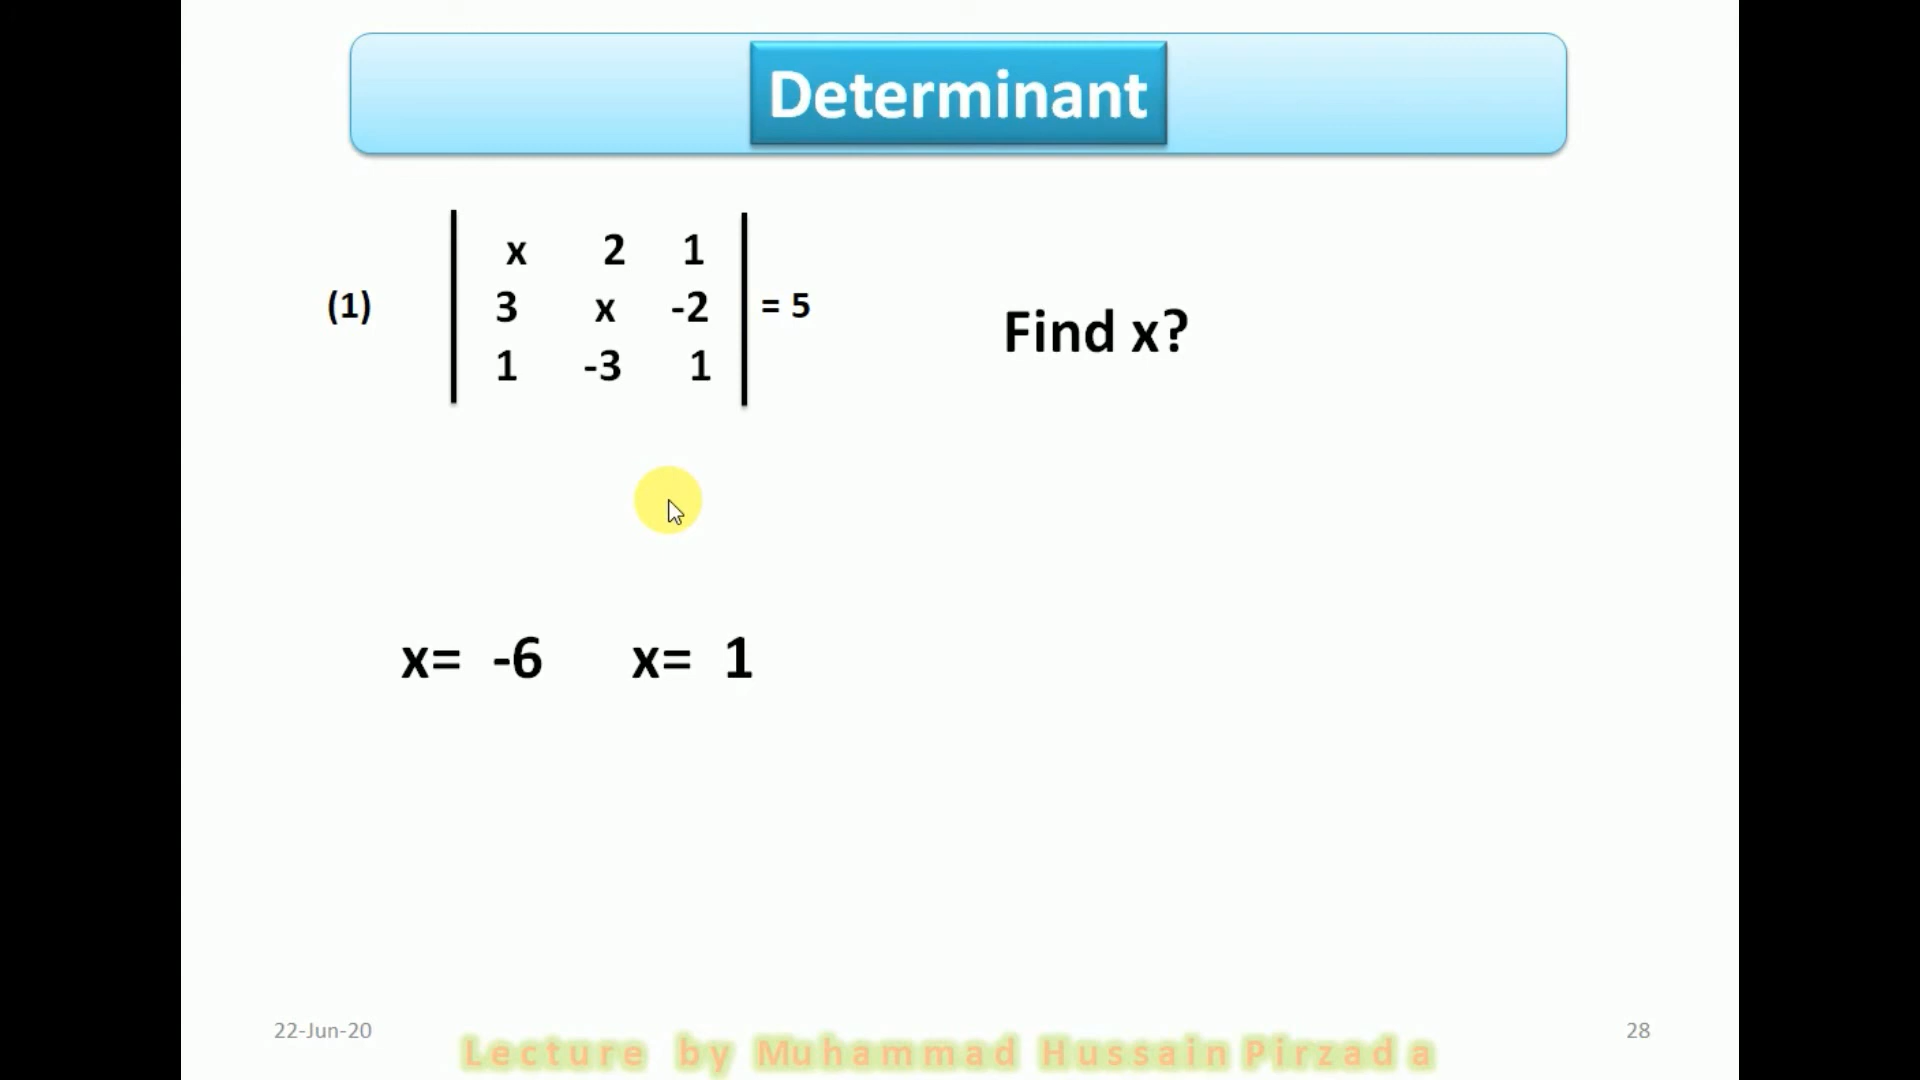 Determinant
x 2 1
(1) 3 x -2 = 5
1 -3 1
Find x?
x= -6 x= 1
22-Jun-20
Lecture by Muhammad Hussain Pirzada
28